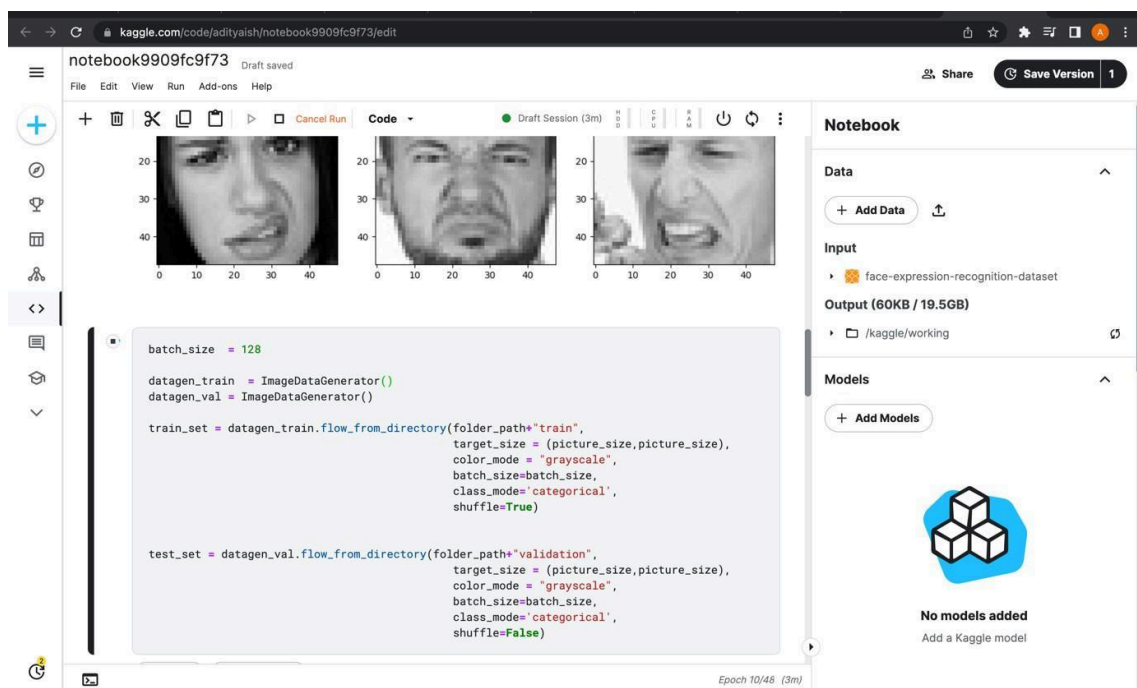 kaggle.com/code/adityaish/notebook9909fc9f73/edit
A
notebook9909fc9f73 Draft saved
File Edit View Run Add-ons Help
Share
Save Version 1
Cancel Run Code Draft Session (3m) HDD CPU RAM
20 20 20
30 30 30
40 40 40
0 10 20 30 40 0 10 20 30 40 0 10 20 30 40
batch_size = 128
datagen_train = ImageDataGenerator()
datagen_val = ImageDataGenerator()
train_set = datagen_train.flow_from_directory(folder_path+"train",
target_size = (picture_size,picture_size),
color_mode = "grayscale",
batch_size=batch_size,
class_mode='categorical',
shuffle=True)
test_set = datagen_val.flow_from_directory(folder_path+"validation",
target_size = (picture_size,picture_size),
color_mode = "grayscale",
batch_size=batch_size,
class_mode='categorical',
shuffle=False)
2
Epoch 10/48 (3m)
Notebook
Data
+ Add Data
Input
face-expression-recognition-dataset
Output (60KB / 19.5GB)
/kaggle/working
Models
+ Add Models
No models added
Add a Kaggle model